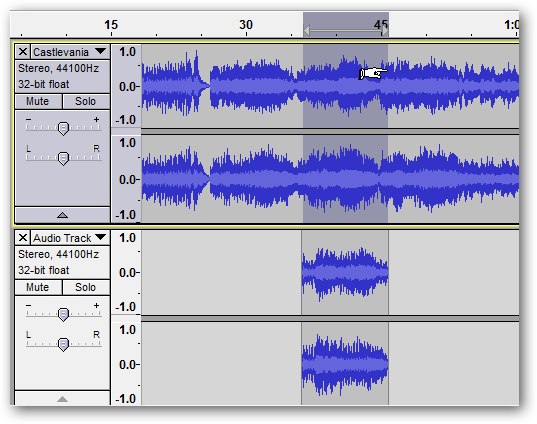 15 30 45 1:0
Castlevania
Stereo, 44100Hz
32-bit float
Mute Solo
- +
L R
1.0
0.0
-1.0
1.0
0.0
-1.0
Audio Track
Stereo, 44100Hz
32-bit float
Mute Solo
- +
L R
1.0
0.0
-1.0
1.0
0.0
-1.0